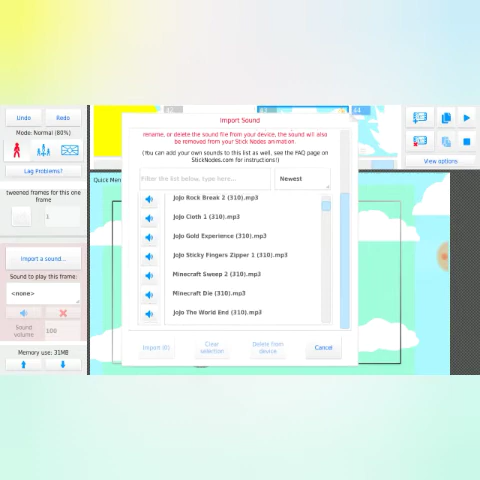 Undo Redo
Mode: Normal (80%)
Lag Problems?
tweened frames for this one
frame
1
Import a sound...
Sound to play this frame:
<none>
Sound
volume
100
Memory use: 31MB
Quick Men
Import Sound
rename, or delete the sound file from your device, the sound will also
be removed from your Stick Nodes animation.
(You can add your own sounds to this list as well, see the FAQ page on
StickNodes.com for instructions!)
Filter the list below, type here... Newest
JoJo Rock Break 2 (310).mp3
JoJo Cloth 1 (310).mp3
JoJo Gold Experience (310).mp3
JoJo Sticky Fingers Zipper 1 (310).mp3
Minecraft Sweep 2 (310).mp3
Minecraft Die (310).mp3
JoJo The World End (310).mp3
Import (0) Clear
selection Delete from
device Cancel
View options